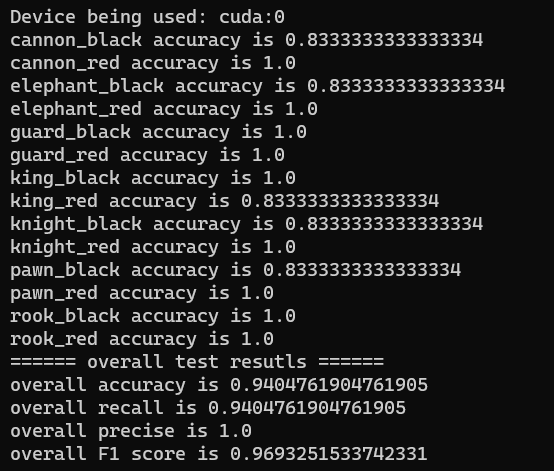 Device being used: cuda:0
cannon_black accuracy is 0.8333333333333334
cannon_red accuracy is 1.0
elephant_black accuracy is 0.8333333333333334
elephant_red accuracy is 1.0
guard_black accuracy is 1.0
guard_red accuracy is 1.0
king_black accuracy is 1.0
king_red accuracy is 0.8333333333333334
knight_black accuracy is 0.8333333333333334
knight_red accuracy is 1.0
pawn_black accuracy is 0.8333333333333334
pawn_red accuracy is 1.0
rook_black accuracy is 1.0
rook_red accuracy is 1.0
====== overall test resutls ======
overall accuracy is 0.9404761904761905
overall recall is 0.9404761904761905
overall precise is 1.0
overall F1 score is 0.9693251533742331